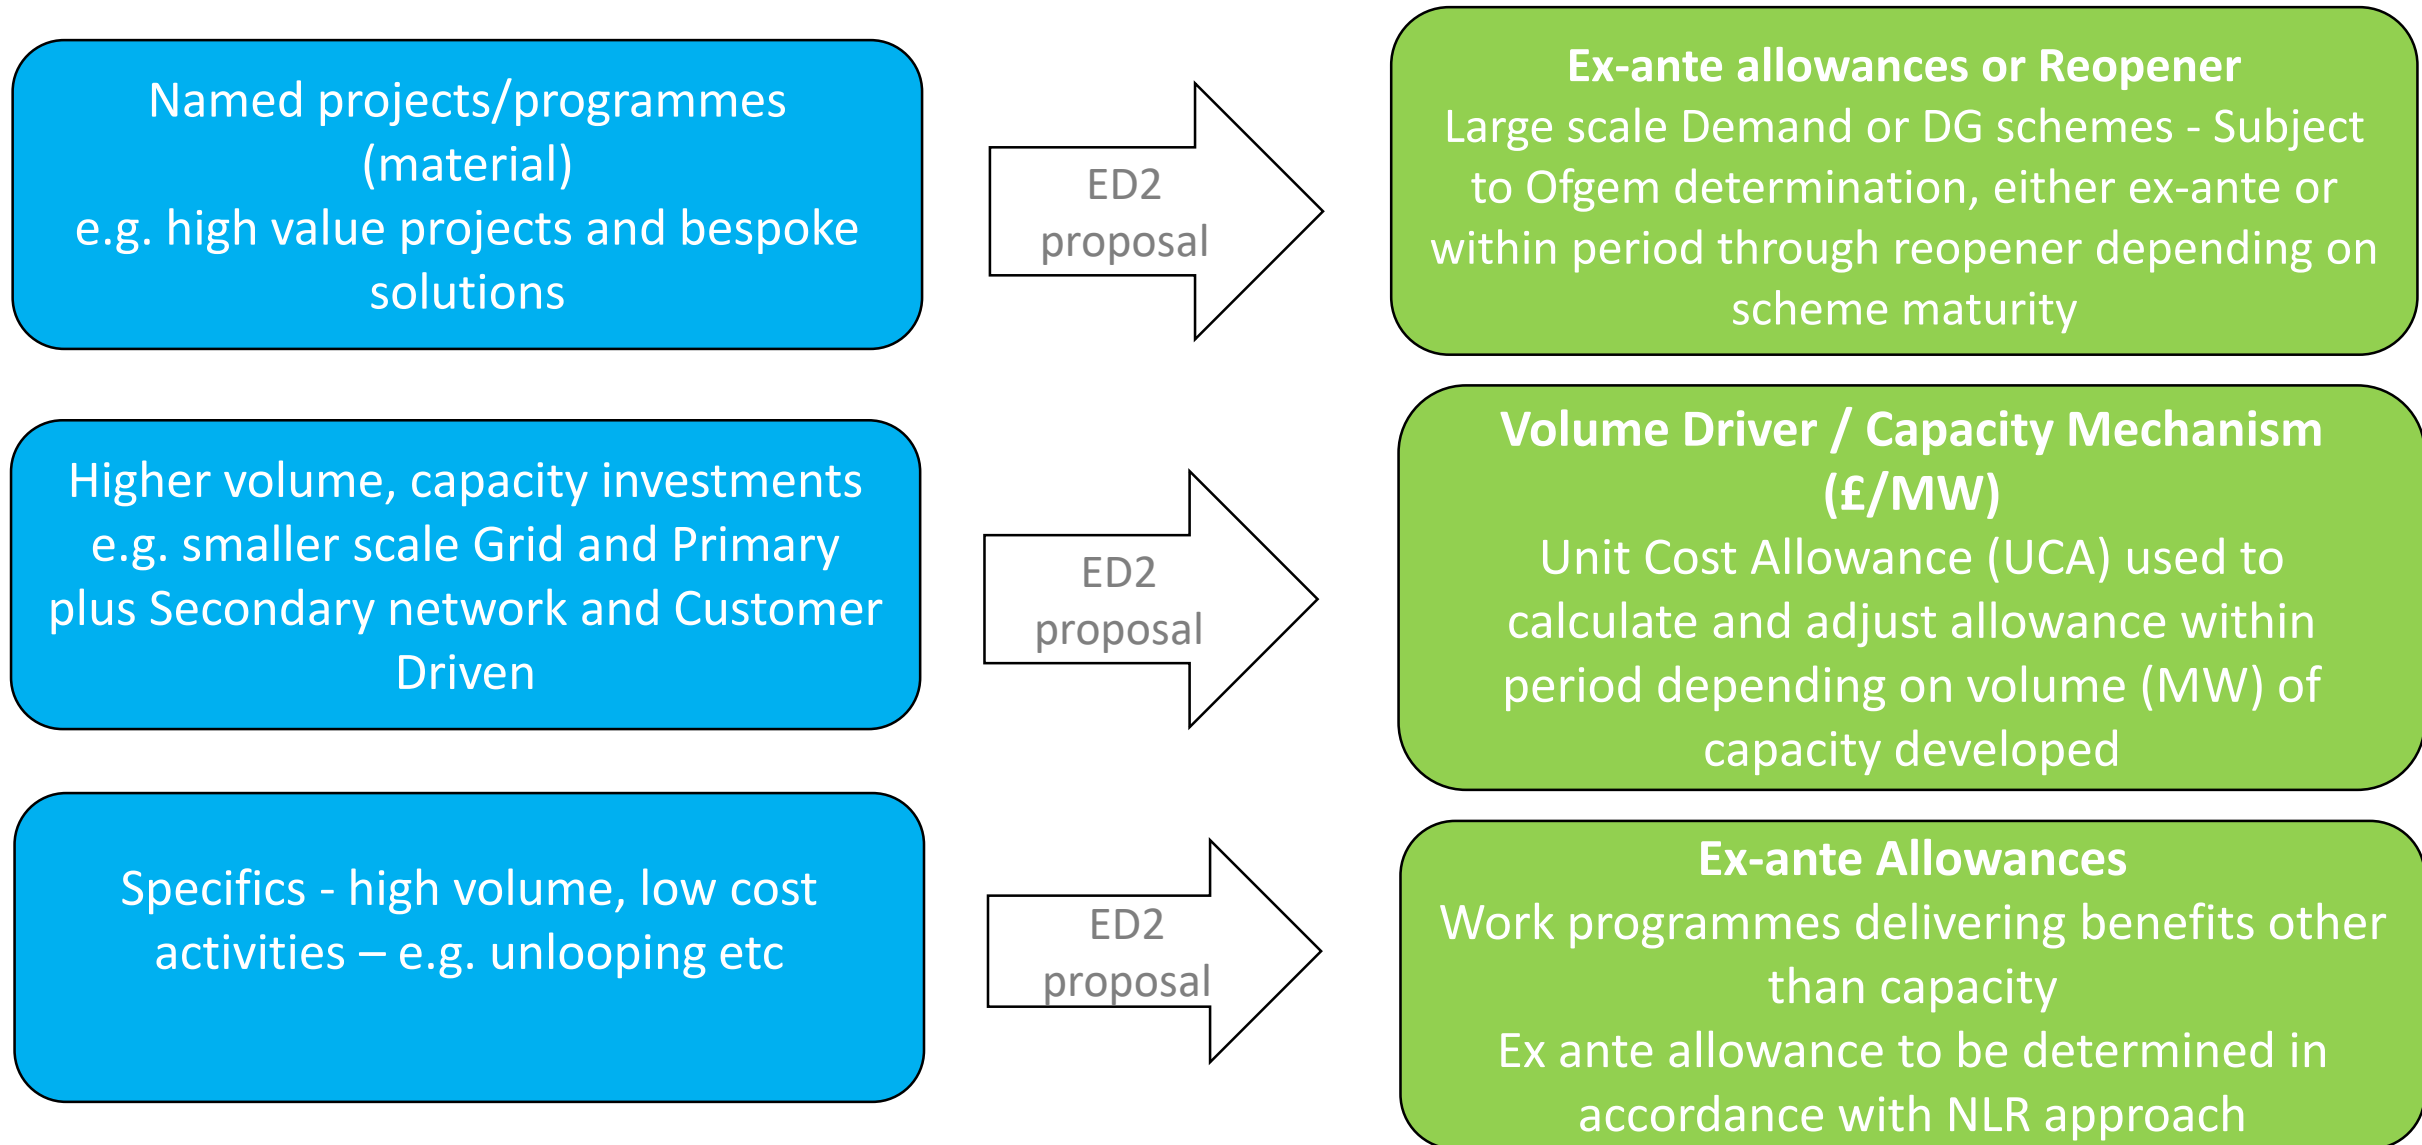 Named projects/programmes
(material)
e.g. high value projects and bespoke
solutions
ED2
proposal
Ex-ante allowances or Reopener
Large scale Demand or DG schemes - Subject
to Ofgem determination, either ex-ante or
within period through reopener depending on
scheme maturity
Higher volume, capacity investments
e.g. smaller scale Grid and Primary
plus Secondary network and Customer
Driven
ED2
proposal
Volume Driver / Capacity Mechanism
(£/MW)
Unit Cost Allowance (UCA) used to
calculate and adjust allowance within
period depending on volume (MW) of
capacity developed
Specifics - high volume, low cost
activities – e.g. unlooping etc
ED2
proposal
Ex-ante Allowances
Work programmes delivering benefits other
than capacity
Ex ante allowance to be determined in
accordance with NLR approach